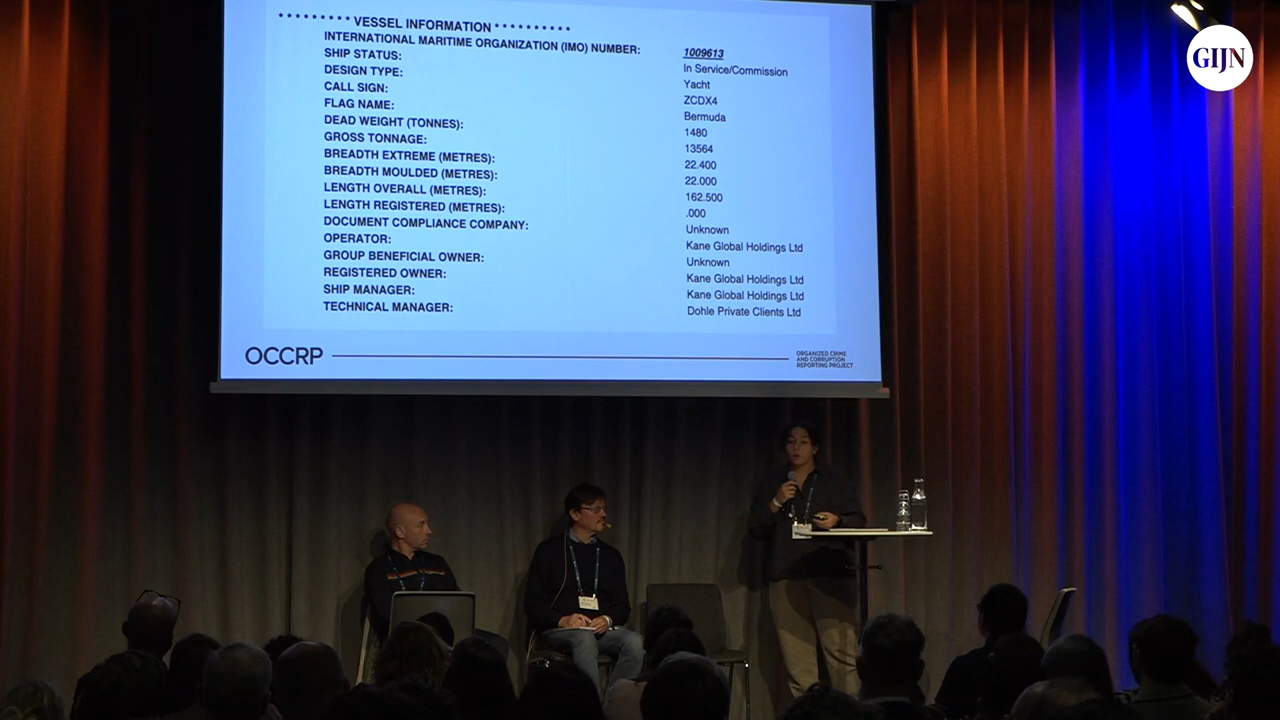 ********* VESSEL INFORMATION **********
INTERNATIONAL MARITIME ORGANIZATION (IMO) NUMBER: 1009613
SHIP STATUS: In Service/Commission
DESIGN TYPE: Yacht
CALL SIGN: ZCDX4
FLAG NAME: Bermuda
DEAD WEIGHT (TONNES): 1480
GROSS TONNAGE: 13564
BREADTH EXTREME (METRES): 22.400
BREADTH MOULDED (METRES): 22.000
LENGTH OVERALL (METRES): 162.500
LENGTH REGISTERED (METRES): .000
DOCUMENT COMPLIANCE COMPANY: Unknown
OPERATOR: Kane Global Holdings Ltd
GROUP BENEFICIAL OWNER: Unknown
REGISTERED OWNER: Kane Global Holdings Ltd
SHIP MANAGER: Kane Global Holdings Ltd
TECHNICAL MANAGER: Dohle Private Clients Ltd
OCCRP
ORGANIZED CRIME
AND CORRUPTION
REPORTING PROJECT
GIJN